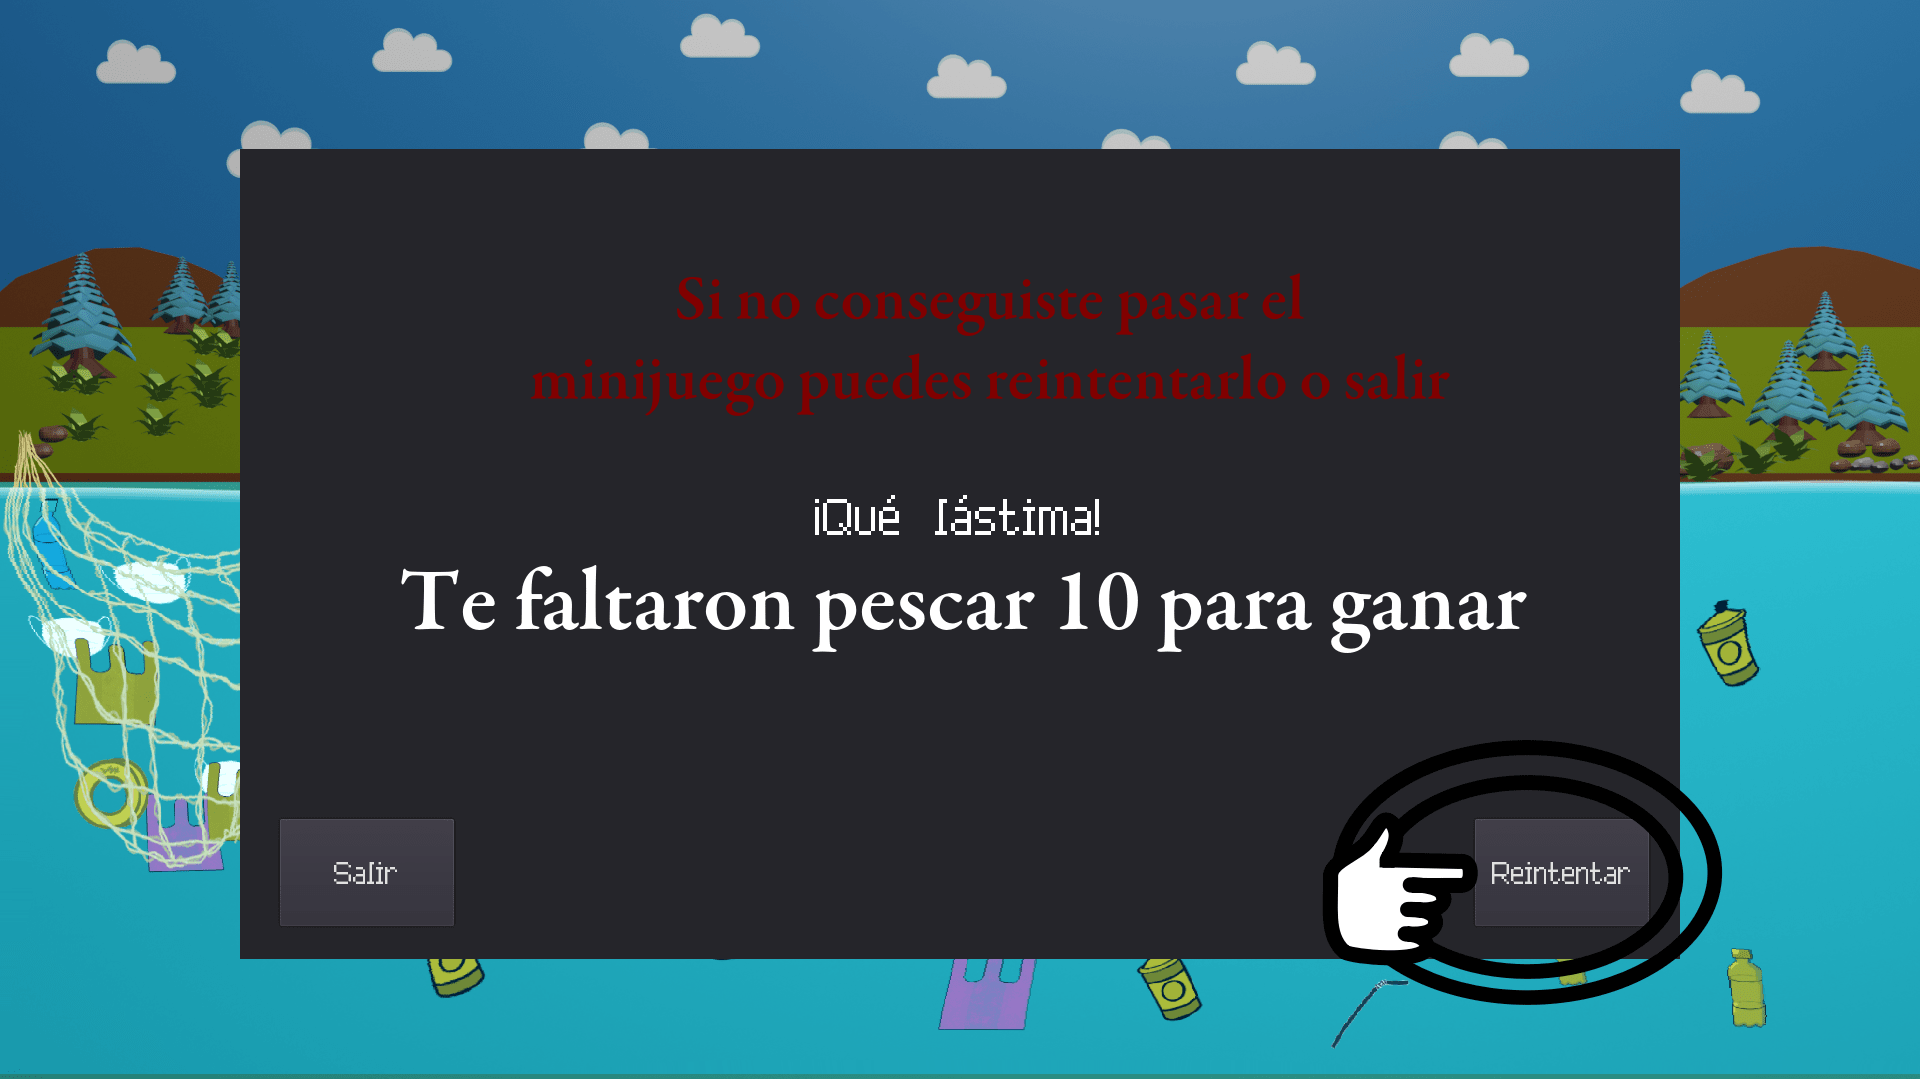 Si no conseguiste pasar el
minijuego puedes reintentarlo o salir
¡Qué lástima!
Te faltaron pescar 10 para ganar
Salir
Reintentar